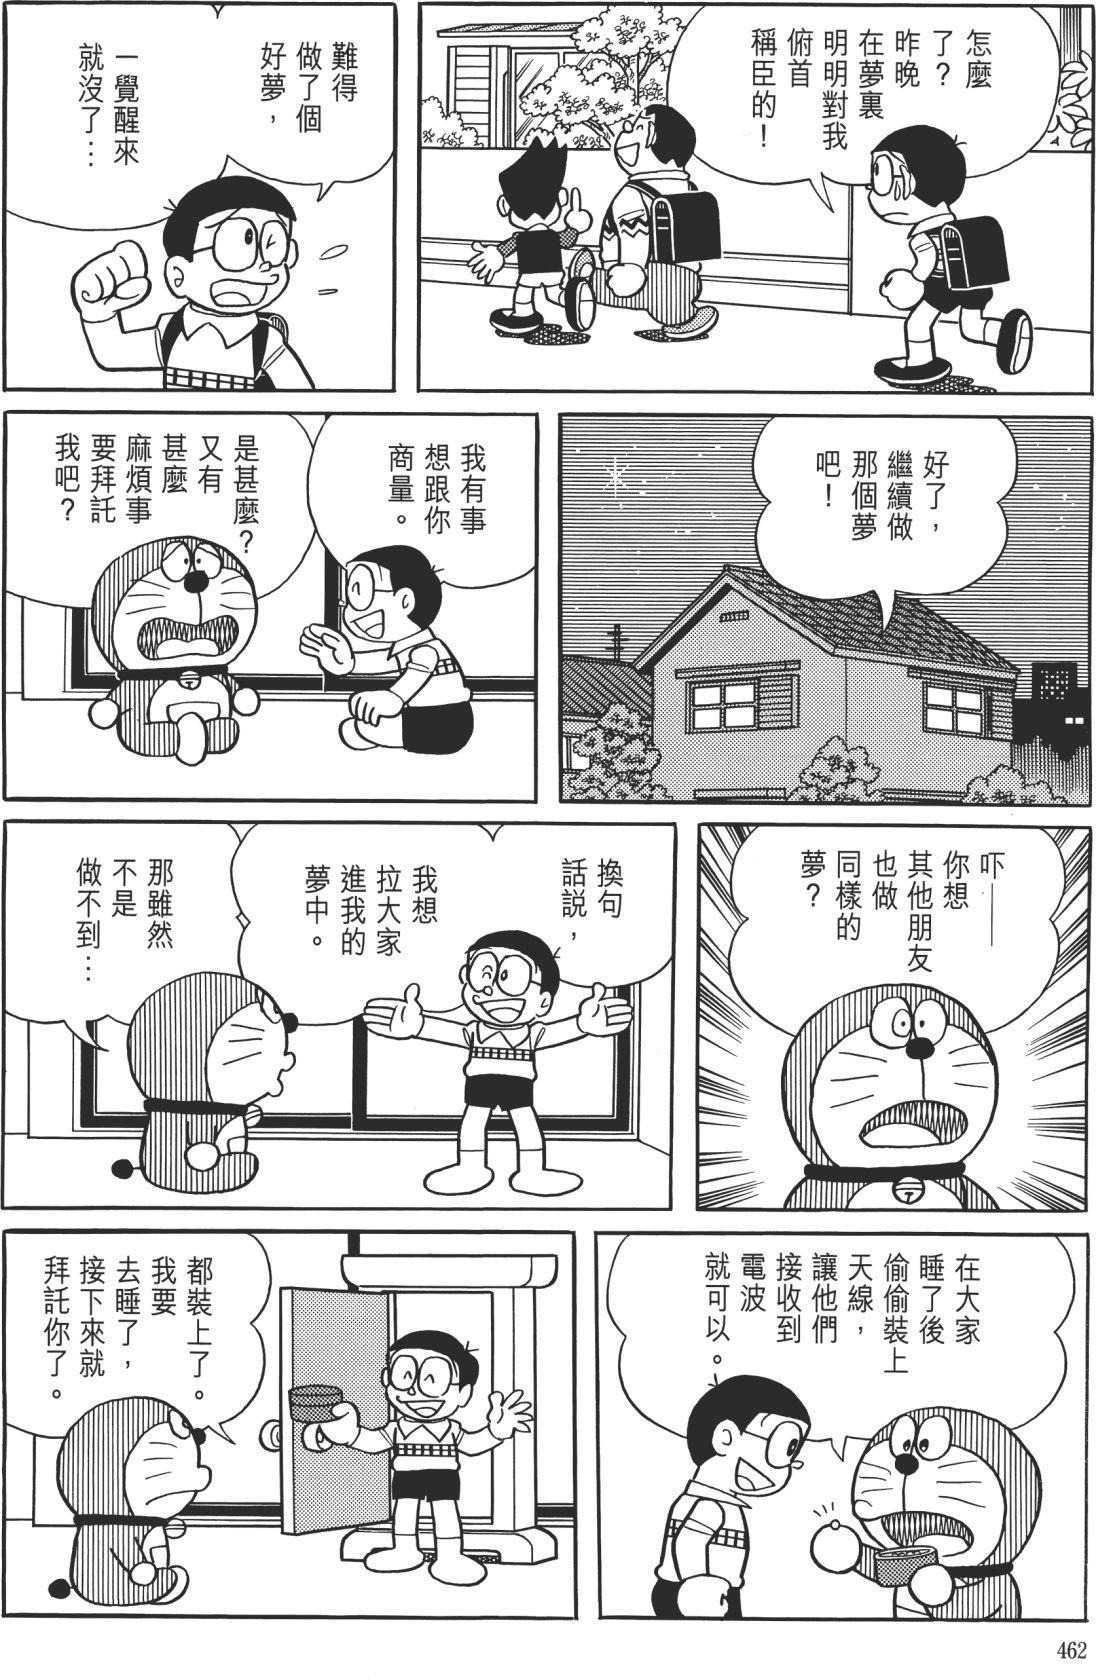 怎麼
了？
昨晚
在夢裏
明明對我
俯首
稱臣的！
難得
做了個
好夢，
一覺醒來
就沒了…
好了，
繼續做
那個夢
吧！
我有事
想跟你
商量。
是甚麼？
又有
甚麼
麻煩事
要拜託
我吧？
吓——
你想
其他朋友
也做
同樣的
夢？
換句
話說，
我想
拉大家
進我的
夢中。
那雖然
不是
做不到…
在大家
睡了後
偷偷裝上
天線，
讓他們
接收到
電波
就可以。
都裝上了。
我要
去睡了，
接下來就
拜託你了。
462